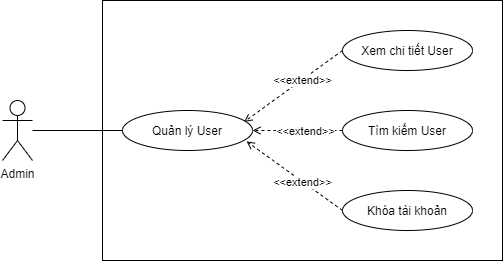 Xem chi tiết User
<<extend>>
Quản lý User
<<extend>>
Tìm kiếm User
Admin
<<extend>>
Khóa tài khoản